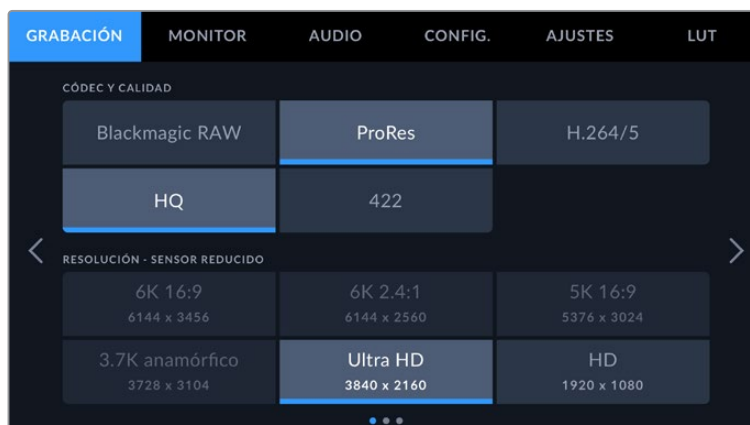 GRABACIÓN MONITOR AUDIO CONFIG. AJUSTES LUT
CÓDEC Y CALIDAD
Blackmagic RAW ProRes H.264/5
HQ 422
RESOLUCIÓN - SENSOR REDUCIDO
6K 16:9 6K 2.4:1 5K 16:9
6144 x 3456 6144 x 2560 5376 x 3024
3.7K anamórfico Ultra HD HD
3728 x 3104 3840 x 2160 1920 x 1080